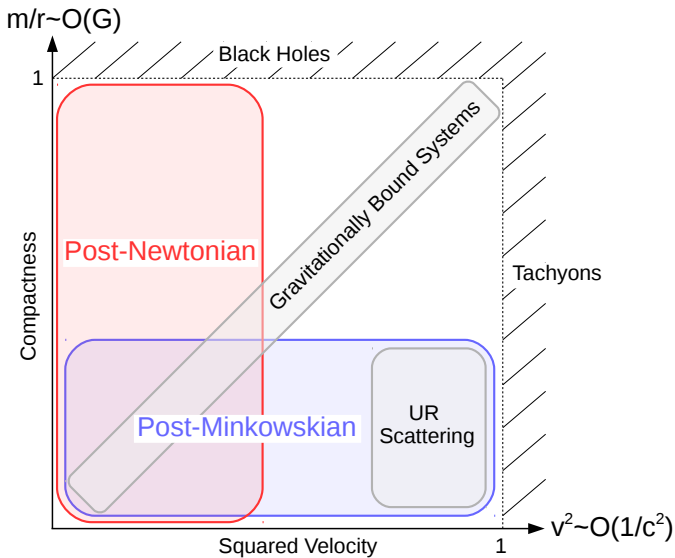 m/r~O(G)
Black Holes
1
Gravitationally Bound Systems
Post-Newtonian
Tachyons
Compactness
UR
Scattering
Post-Minkowskian
Squared Velocity
1
v²~O(1/c²)